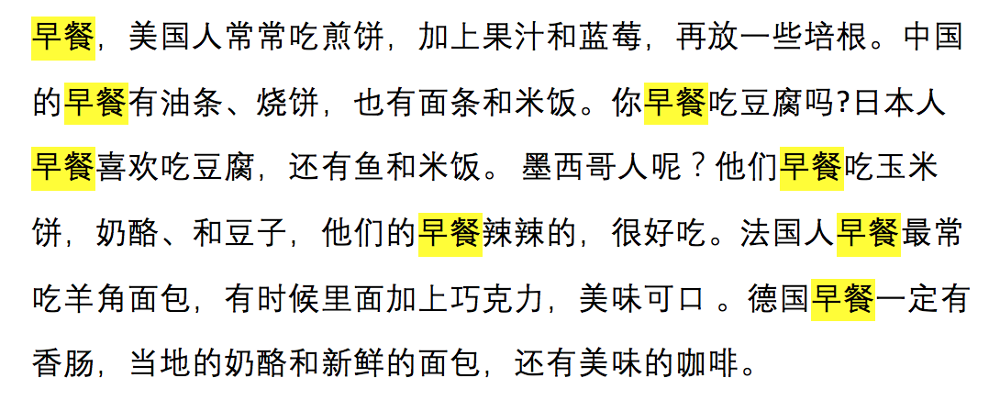 早餐，美国人常常吃煎饼，加上果汁和蓝莓，再放一些培根。中国
的早餐有油条、烧饼，也有面条和米饭。你早餐吃豆腐吗?日本人
早餐喜欢吃豆腐，还有鱼和米饭。 墨西哥人呢？他们早餐吃玉米
饼，奶酪、和豆子，他们的早餐辣辣的，很好吃。法国人早餐最常
吃羊角面包，有时候里面加上巧克力，美味可口 。德国早餐一定有
香肠，当地的奶酪和新鲜的面包，还有美味的咖啡。